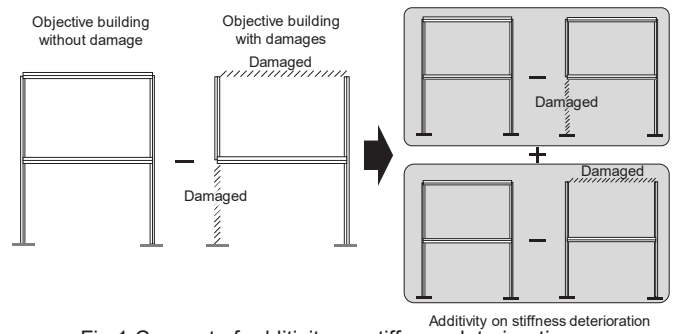 Objective building
without damage
Objective building
with damages
Damaged
Damaged
Damaged
Damaged
Additivity on stiffness deterioration